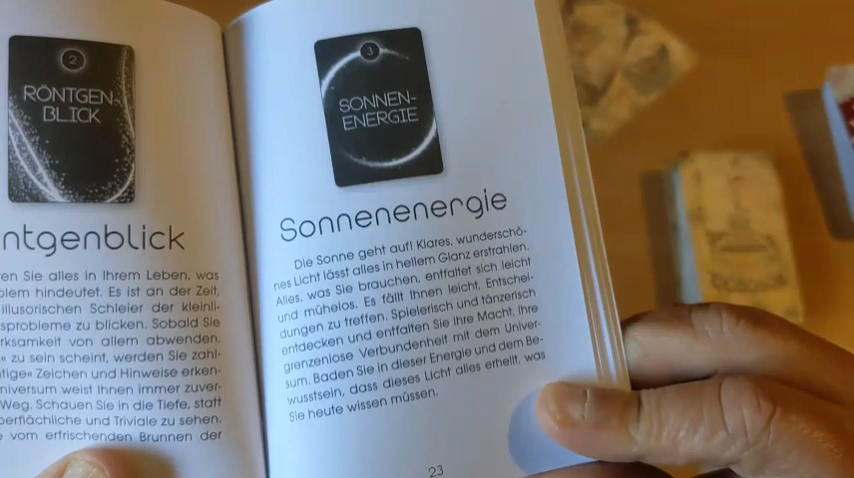 2
RÖNTGEN-
BLICK
ntgenblick
en Sie alles in Ihrem Leben, was
blem hindeutet. Es ist an der Zeit,
illusorischen Schleier der kleinli-
sprobleme zu blicken. Sobald Sie
rksamkeit von allem abwenden,
« zu sein scheint, werden Sie zahl-
htige« Zeichen und Hinweise erken-
niversum weist Ihnen immer zuver-
Weg. Schauen Sie in die Tiefe, statt
berflächliche und Triviale zu sehen.
e vom erfrischenden Brunnen der
3
SONNEN-
ENERGIE
Sonnenenergie
Die Sonne geht auf! Klares, wunderschö-
nes Licht lässt alles in hellem Glanz erstrahlen.
Alles, was Sie brauchen, entfaltet sich leicht
und mühelos. Es fällt Ihnen leicht, Entschei-
dungen zu treffen. Spielerisch und tänzerisch
entdecken und entfalten Sie Ihre Macht, Ihre
grenzenlose Verbundenheit mit dem Univer-
sum. Baden Sie in dieser Energie und dem Be-
wusstsein, dass dieses Licht alles erhellt, was
Sie heute wissen müssen.
23